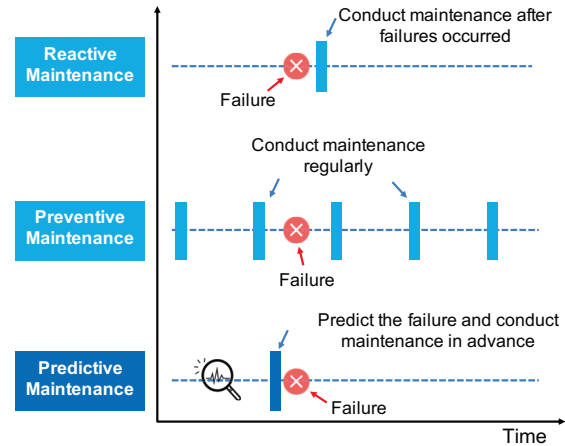 Conduct maintenance after
failures occurred
Reactive
Maintenance
Failure
Conduct maintenance
regularly
Preventive
Maintenance
Failure
Predict the failure and conduct
maintenance in advance
Predictive
Maintenance
Failure
Time